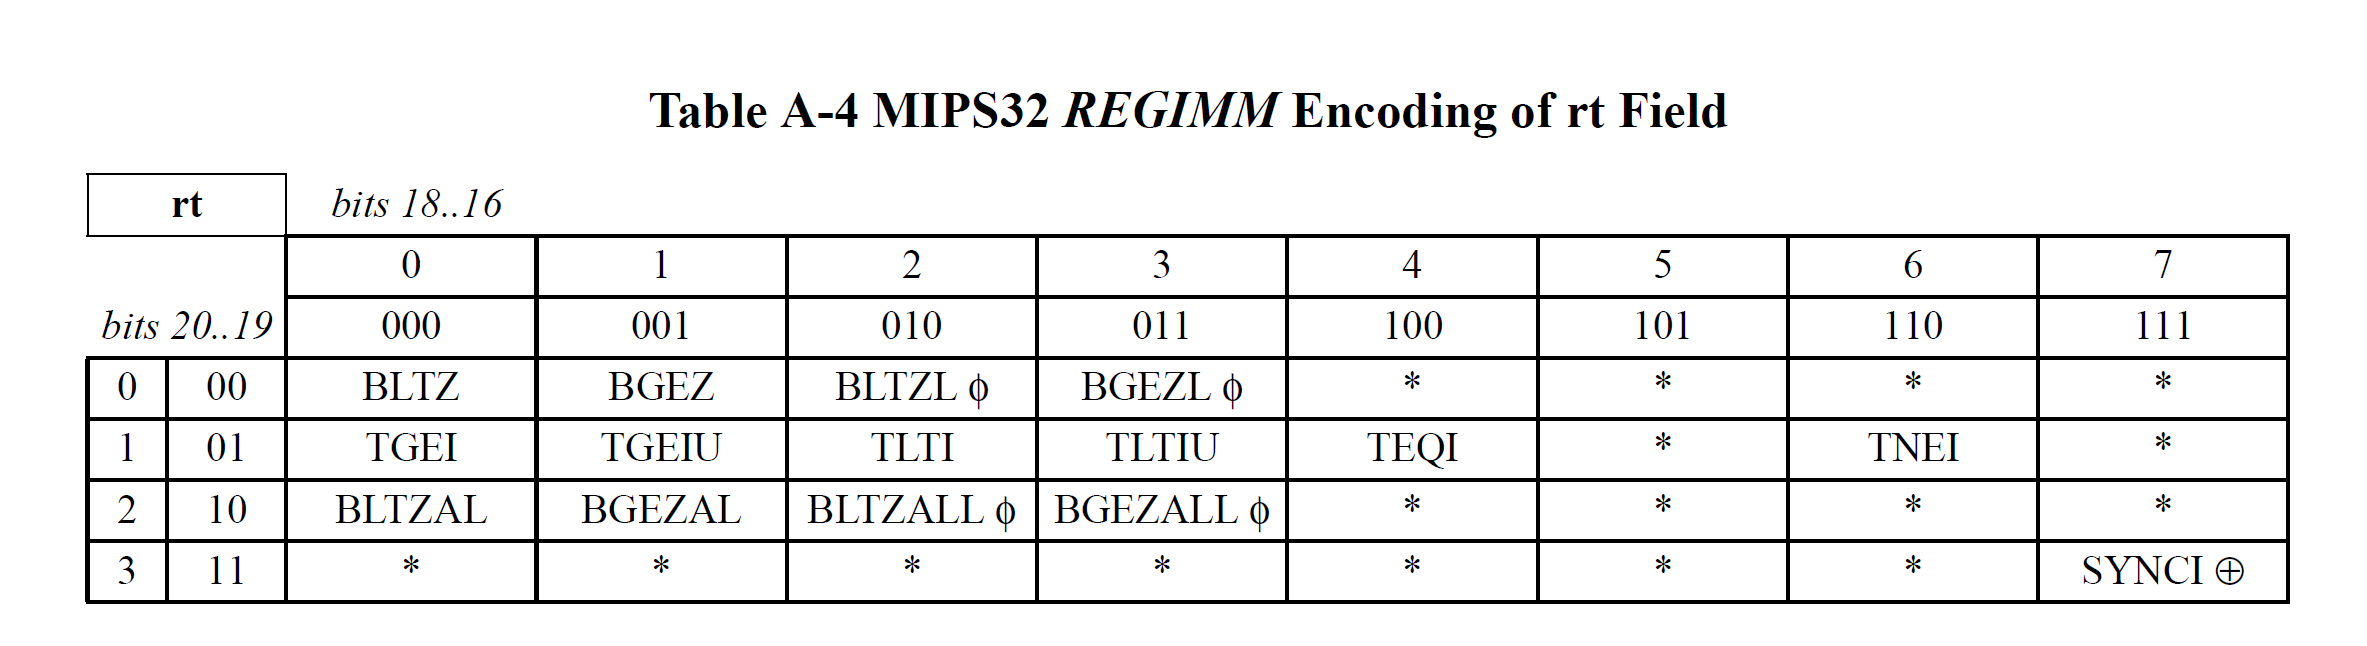 Table A-4 MIPS32 REGIMM Encoding of rt Field
rt bits 18..16
0 1 2 3 4 5 6 7
bits 20..19 000 001 010 011 100 101 110 111
0 00 BLTZ BGEZ BLTZL ϕ BGEZL ϕ * * * *
1 01 TGEI TGEIU TLTI TLTIU TEQI * TNEI *
2 10 BLTZAL BGEZAL BLTZALL ϕ BGEZALL ϕ * * * *
3 11 * * * * * * * SYNCI ⊕